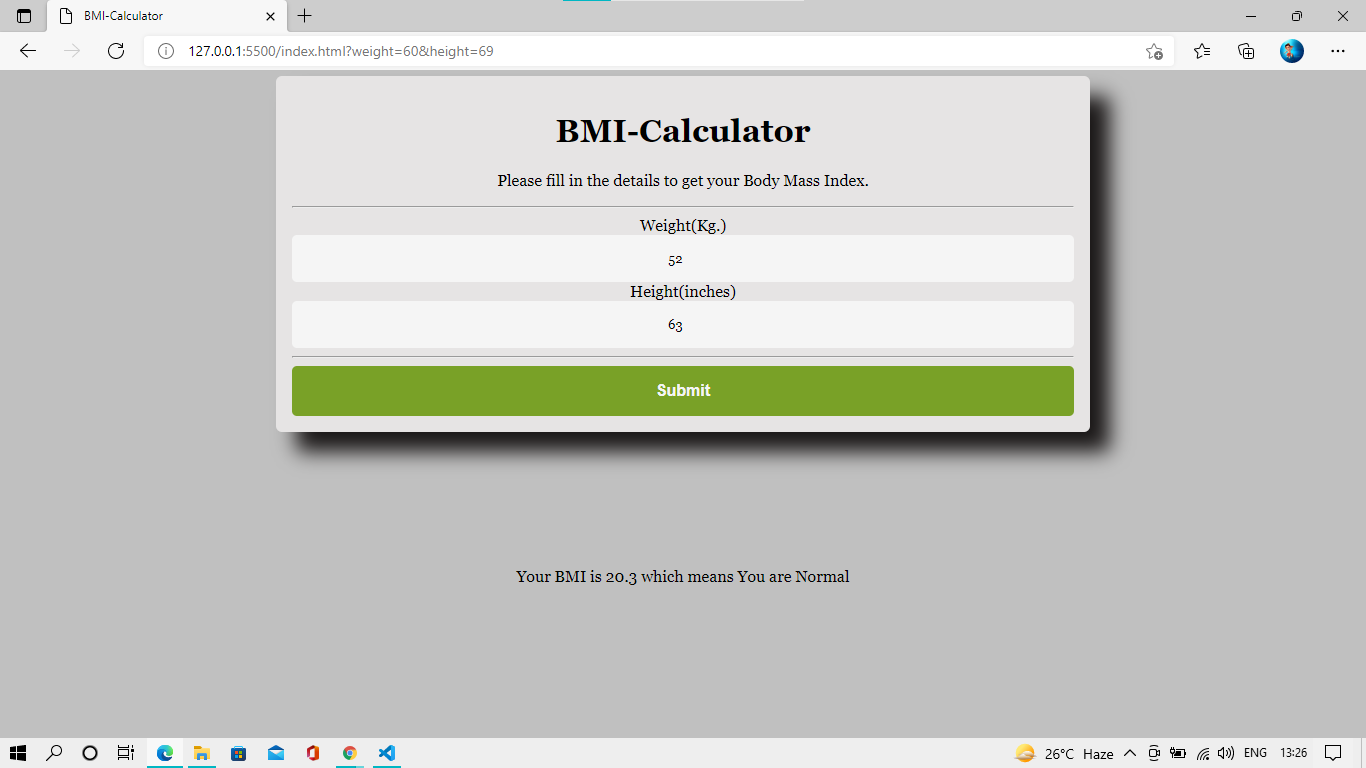 BMI-Calculator
127.0.0.1:5500/index.html?weight=60&height=69
BMI-Calculator
Please fill in the details to get your Body Mass Index.
Weight(Kg.)
52
Height(inches)
63
Submit
Your BMI is 20.3 which means You are Normal
26°C Haze ENG 13:26